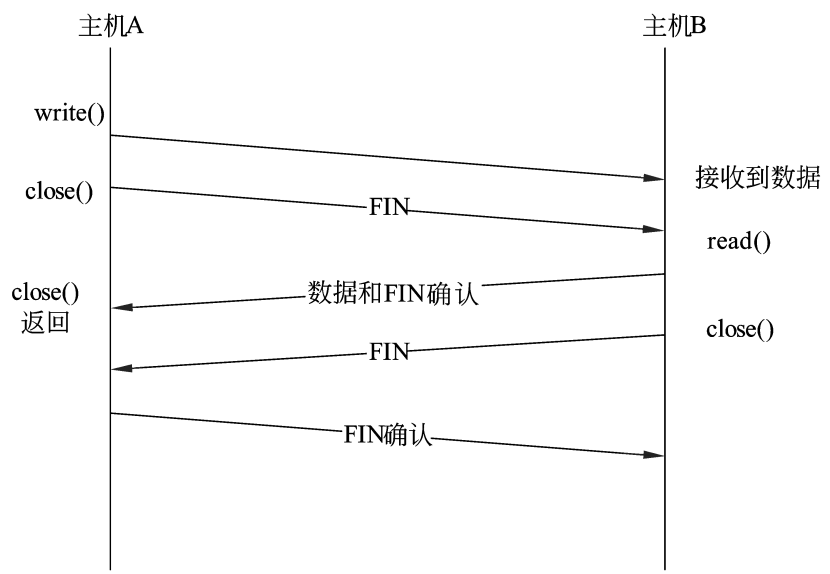 主机A
主机B
write()
接收到数据
close()
FIN
read()
close()
返回
数据和FIN确认
close()
FIN
FIN确认